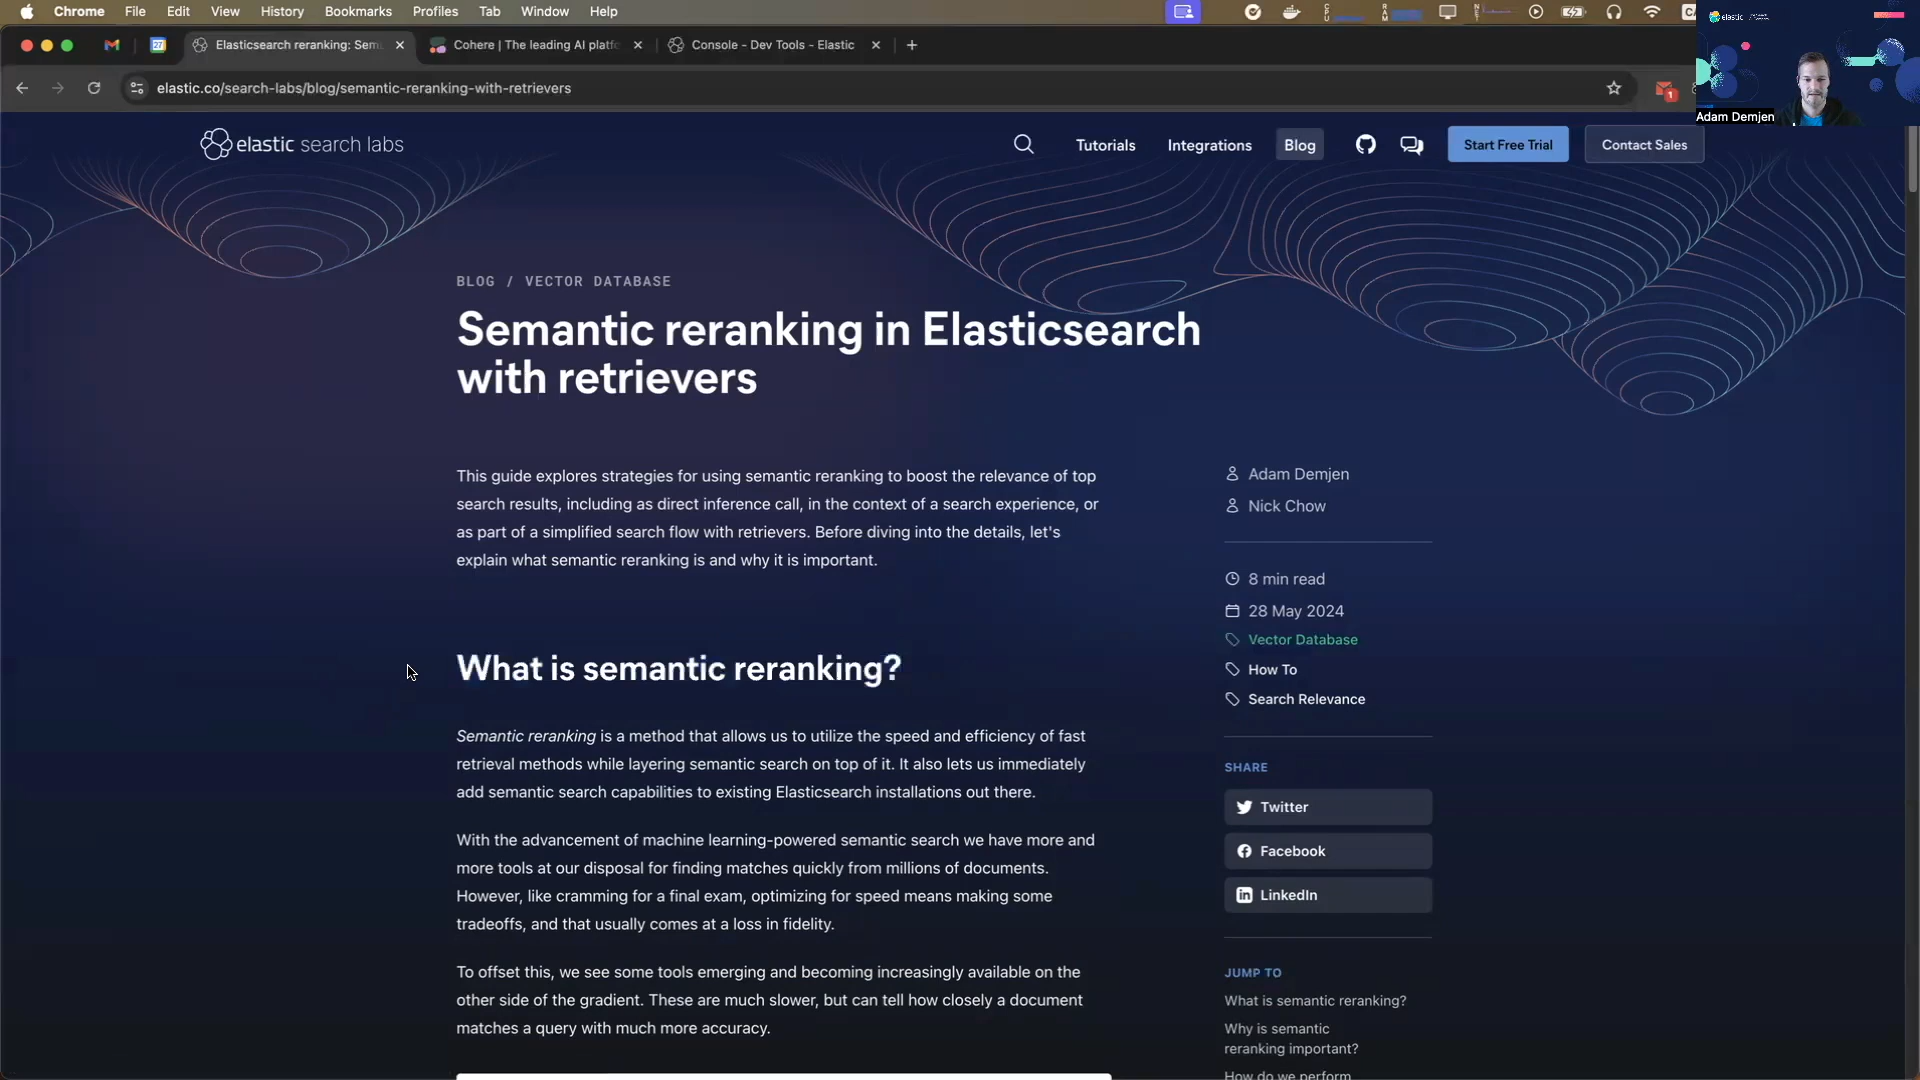 Chrome File Edit View History Bookmarks Profiles Tab Window Help
Elasticsearch reranking: Sem
Cohere | The leading AI platfo
Console - Dev Tools - Elastic
elastic.co/search-labs/blog/semantic-reranking-with-retrievers
elastic
Adam Demjen
elastic search labs
Tutorials
Integrations
Blog
Start Free Trial
Contact Sales
BLOG / VECTOR DATABASE
Semantic reranking in Elasticsearch
with retrievers
This guide explores strategies for using semantic reranking to boost the relevance of top
search results, including as direct inference call, in the context of a search experience, or
as part of a simplified search flow with retrievers. Before diving into the details, let's
explain what semantic reranking is and why it is important.
What is semantic reranking?
Semantic reranking is a method that allows us to utilize the speed and efficiency of fast
retrieval methods while layering semantic search on top of it. It also lets us immediately
add semantic search capabilities to existing Elasticsearch installations out there.
With the advancement of machine learning-powered semantic search we have more and
more tools at our disposal for finding matches quickly from millions of documents.
However, like cramming for a final exam, optimizing for speed means making some
tradeoffs, and that usually comes at a loss in fidelity.
To offset this, we see some tools emerging and becoming increasingly available on the
other side of the gradient. These are much slower, but can tell how closely a document
matches a query with much more accuracy.
Adam Demjen
Nick Chow
8 min read
28 May 2024
Vector Database
How To
Search Relevance
SHARE
Twitter
Facebook
LinkedIn
JUMP TO
What is semantic reranking?
Why is semantic
reranking important?
How do we perform